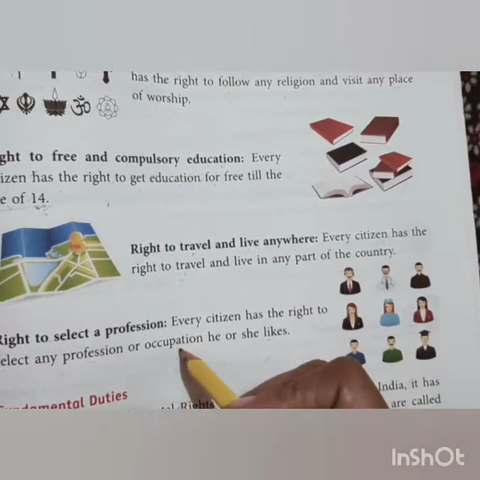 has the right to follow any religion and visit any place
of worship.
ght to free and compulsory education: Every
izen has the right to get education for free till the
e of 14.
Right to travel and live anywhere: Every citizen has the
right to travel and live in any part of the country.
Right to select a profession: Every citizen has the right to
elect any profession or occupation he or she likes.
Fundamental Duties
Rights
India, it has
are called
InShOt